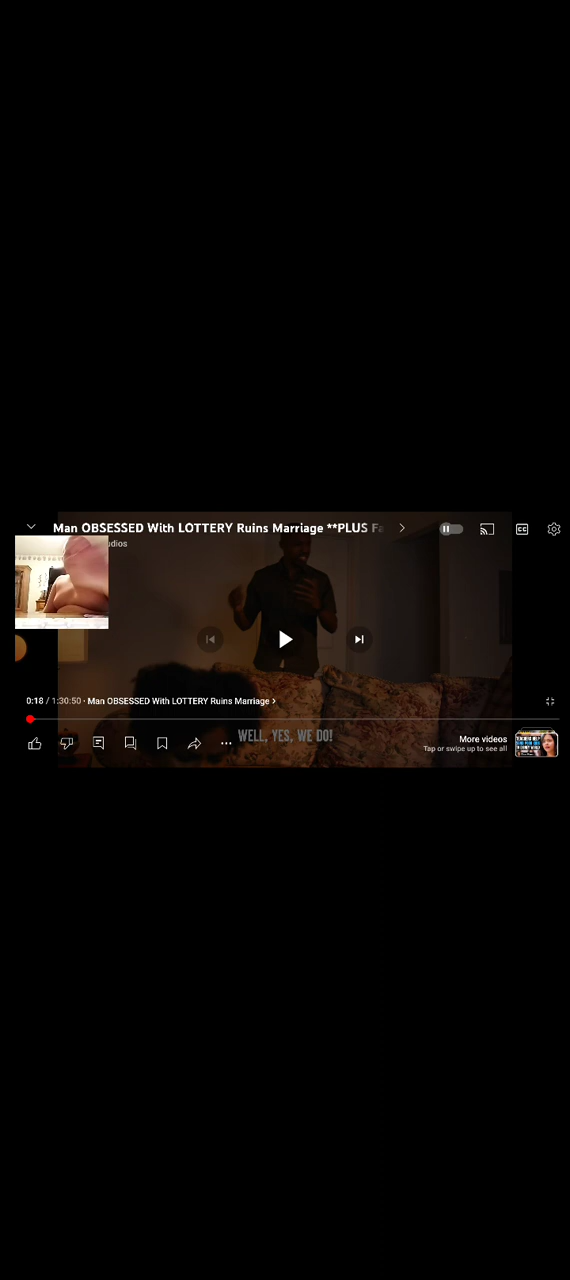 Man OBSESSED With LOTTERY Ruins Marriage **PLUS Fa
udios
CC
0:18 / 1:30:50 · Man OBSESSED With LOTTERY Ruins Marriage >
WELL, YES, WE DO!
More videos
Tap or swipe up to see all